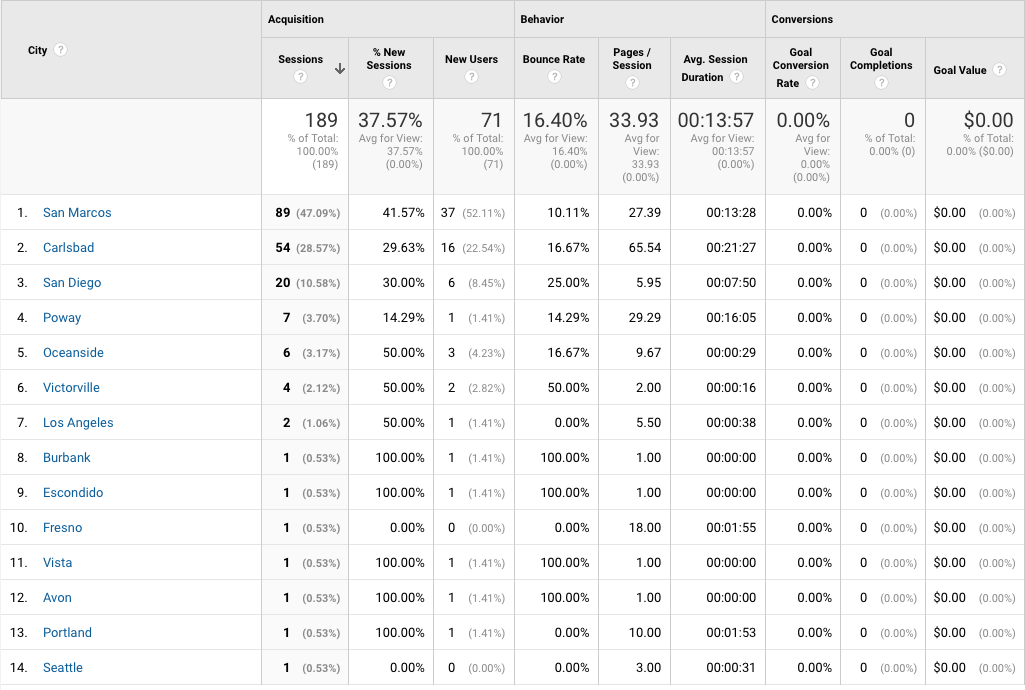 Acquisition Behavior Conversions
City ? Sessions ? % New Sessions ? New Users ? Bounce Rate ? Pages / Session ? Avg. Session Duration ? Goal Conversion Rate ? Goal Completions ? Goal Value ?
189 37.57% 71 16.40% 33.93 00:13:57 0.00% 0 $0.00
% of Total: 100.00% (189) Avg for View: 37.57% (0.00%) % of Total: 100.00% (71) Avg for View: 16.40% (0.00%) Avg for View: 33.93 (0.00%) Avg for View: 00:13:57 (0.00%) Avg for View: 0.00% (0.00%) % of Total: 0.00% (0) % of Total: 0.00% ($0.00)
1. San Marcos 89 (47.09%) 41.57% 37 (52.11%) 10.11% 27.39 00:13:28 0.00% 0 (0.00%) $0.00 (0.00%)
2. Carlsbad 54 (28.57%) 29.63% 16 (22.54%) 16.67% 65.54 00:21:27 0.00% 0 (0.00%) $0.00 (0.00%)
3. San Diego 20 (10.58%) 30.00% 6 (8.45%) 25.00% 5.95 00:07:50 0.00% 0 (0.00%) $0.00 (0.00%)
4. Poway 7 (3.70%) 14.29% 1 (1.41%) 14.29% 29.29 00:16:05 0.00% 0 (0.00%) $0.00 (0.00%)
5. Oceanside 6 (3.17%) 50.00% 3 (4.23%) 16.67% 9.67 00:00:29 0.00% 0 (0.00%) $0.00 (0.00%)
6. Victorville 4 (2.12%) 50.00% 2 (2.82%) 50.00% 2.00 00:00:16 0.00% 0 (0.00%) $0.00 (0.00%)
7. Los Angeles 2 (1.06%) 50.00% 1 (1.41%) 0.00% 5.50 00:00:38 0.00% 0 (0.00%) $0.00 (0.00%)
8. Burbank 1 (0.53%) 100.00% 1 (1.41%) 100.00% 1.00 00:00:00 0.00% 0 (0.00%) $0.00 (0.00%)
9. Escondido 1 (0.53%) 100.00% 1 (1.41%) 100.00% 1.00 00:00:00 0.00% 0 (0.00%) $0.00 (0.00%)
10. Fresno 1 (0.53%) 0.00% 0 (0.00%) 0.00% 18.00 00:01:55 0.00% 0 (0.00%) $0.00 (0.00%)
11. Vista 1 (0.53%) 100.00% 1 (1.41%) 100.00% 1.00 00:00:00 0.00% 0 (0.00%) $0.00 (0.00%)
12. Avon 1 (0.53%) 100.00% 1 (1.41%) 100.00% 1.00 00:00:00 0.00% 0 (0.00%) $0.00 (0.00%)
13. Portland 1 (0.53%) 100.00% 1 (1.41%) 0.00% 10.00 00:01:53 0.00% 0 (0.00%) $0.00 (0.00%)
14. Seattle 1 (0.53%) 0.00% 0 (0.00%) 0.00% 3.00 00:00:31 0.00% 0 (0.00%) $0.00 (0.00%)